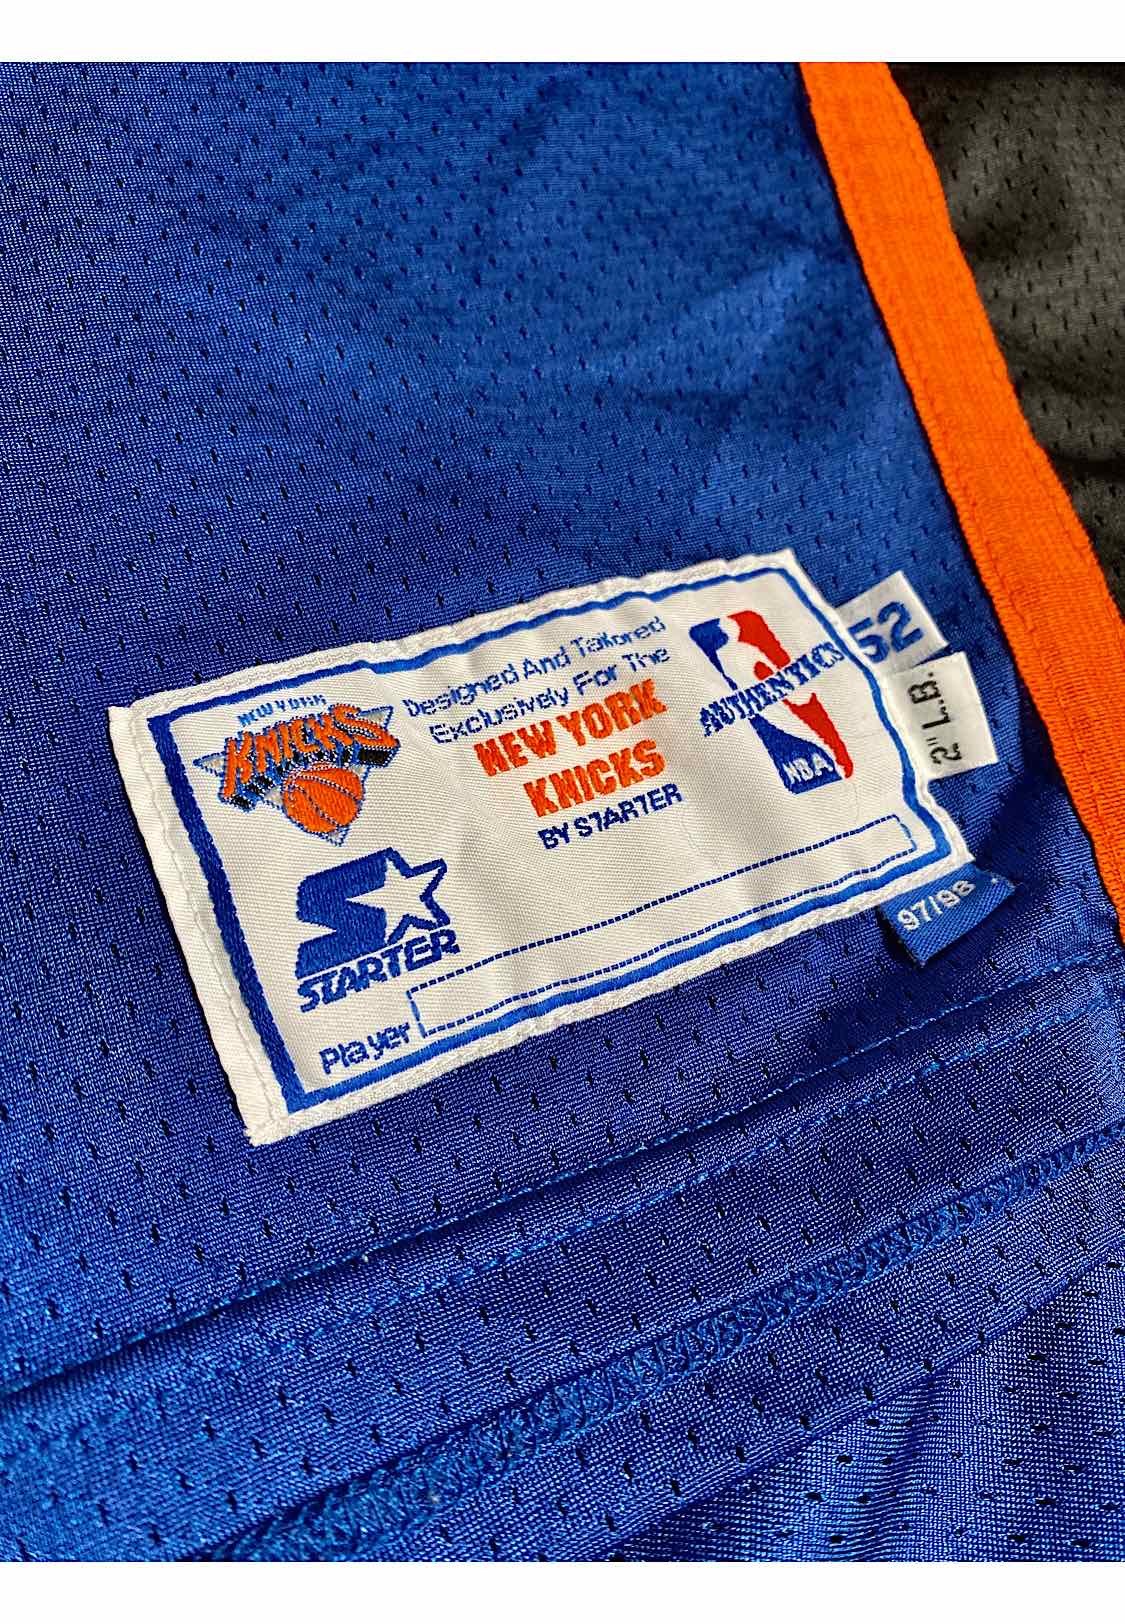 NEW YORK
KNICKS
Designed And Tailored
Exclusively For The
NEW YORK
KNICKS
BY STARTER
AUTHENTICS
NBA
52
2" L.B.
97/98
STARTER
Player